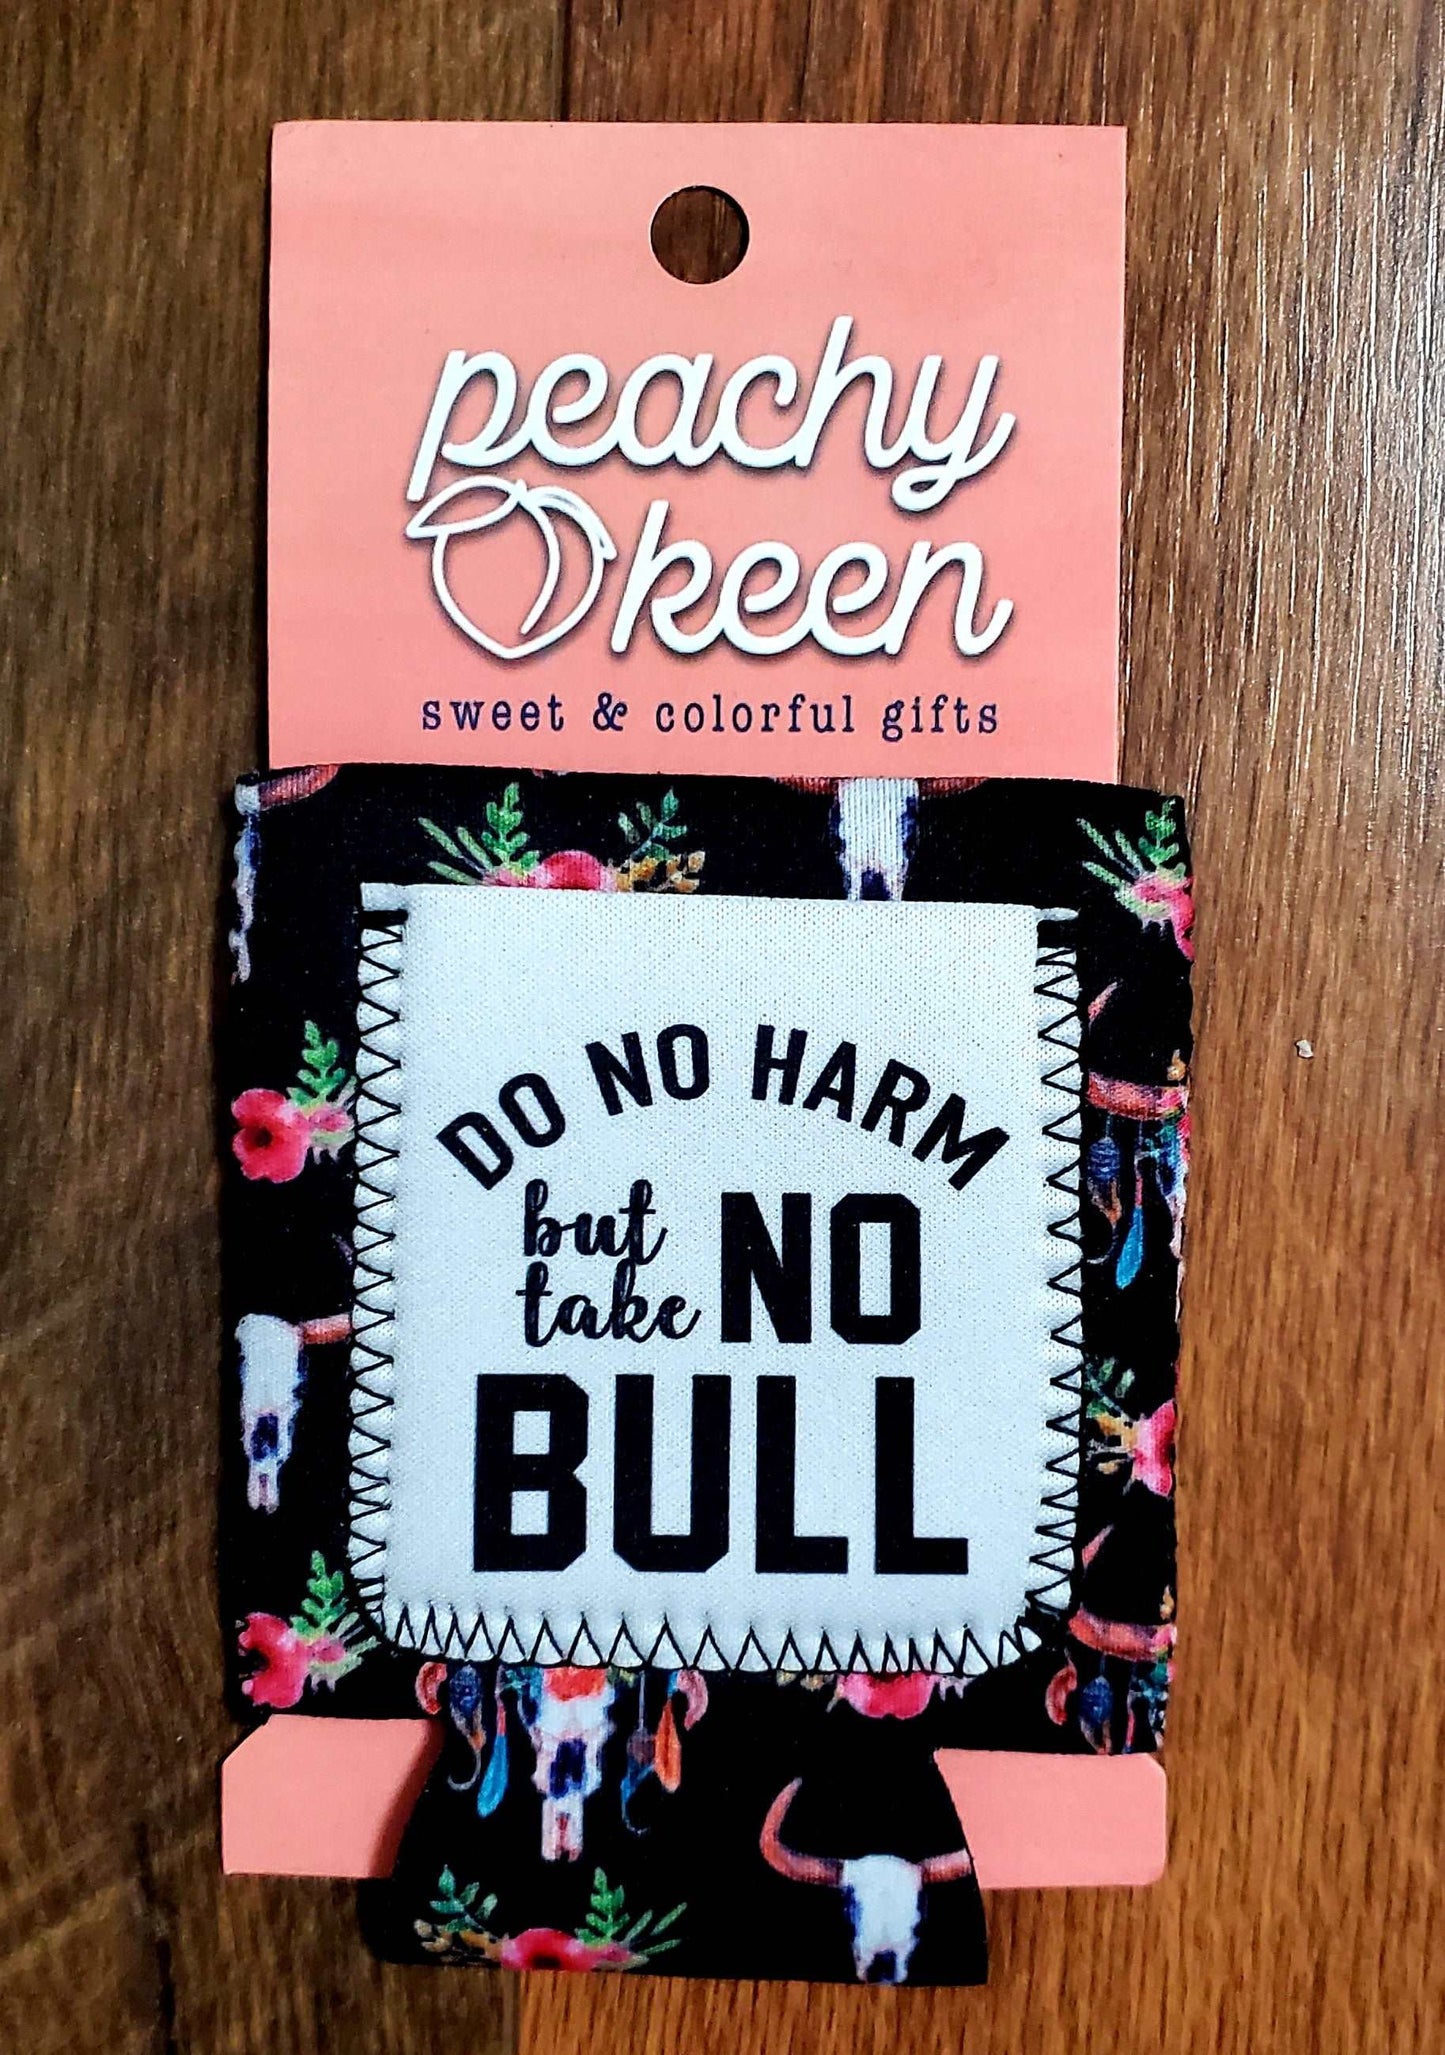 peachy
keen
sweet & colorful gifts
DO NO HARM
but take NO
BULL